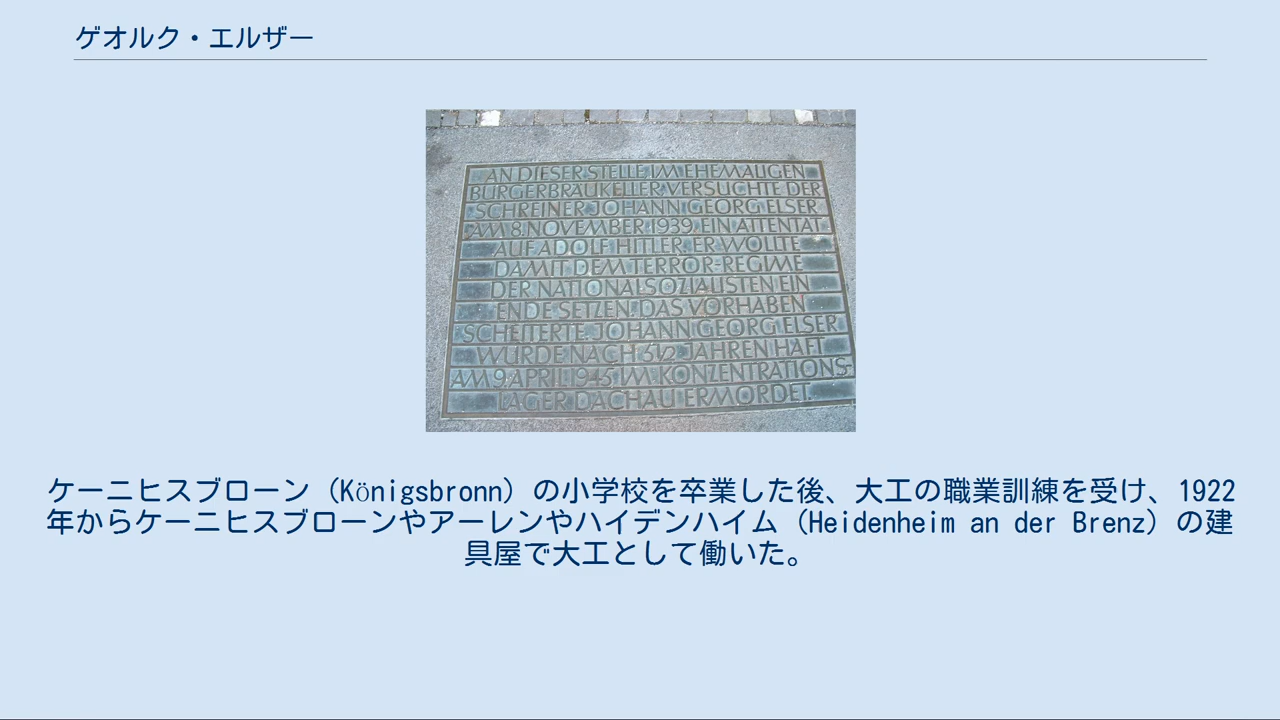 ゲオルク・エルザー
AN DIESER STELLE IM EHEMALIGEN
BÜRGERBRÄUKELLER VERSUCHTE DER
SCHREINER JOHANN GEORG ELSER
AM 8. NOVEMBER 1939 EIN ATTENTAT
AUF ADOLF HITLER. ER WOLLTE
DAMIT DEM TERROR-REGIME
DER NATIONALSOZIALISTEN EIN
ENDE SETZEN. DAS VORHABEN
SCHEITERTE. JOHANN GEORG ELSER
WURDE NACH 5 1/2 JAHREN HAFT
AM 9. APRIL 1945 IM KONZENTRATIONS-
LAGER DACHAU ERMORDET.
ケーニヒスブローン（Königsbronn）の小学校を卒業した後、大工の職業訓練を受け、1922
年からケーニヒスブローンやアーレンやハイデンハイム（Heidenheim an der Brenz）の建
具屋で大工として働いた。